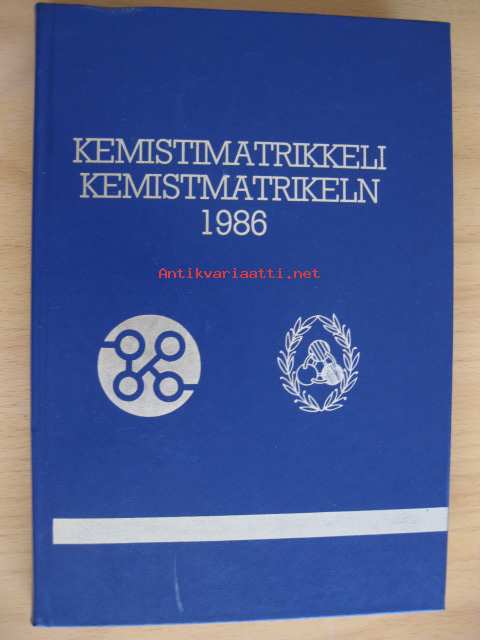 KEMISTIMATRIKKELI
KEMISTMATRIKELN
1986
Antikvariaatti.net